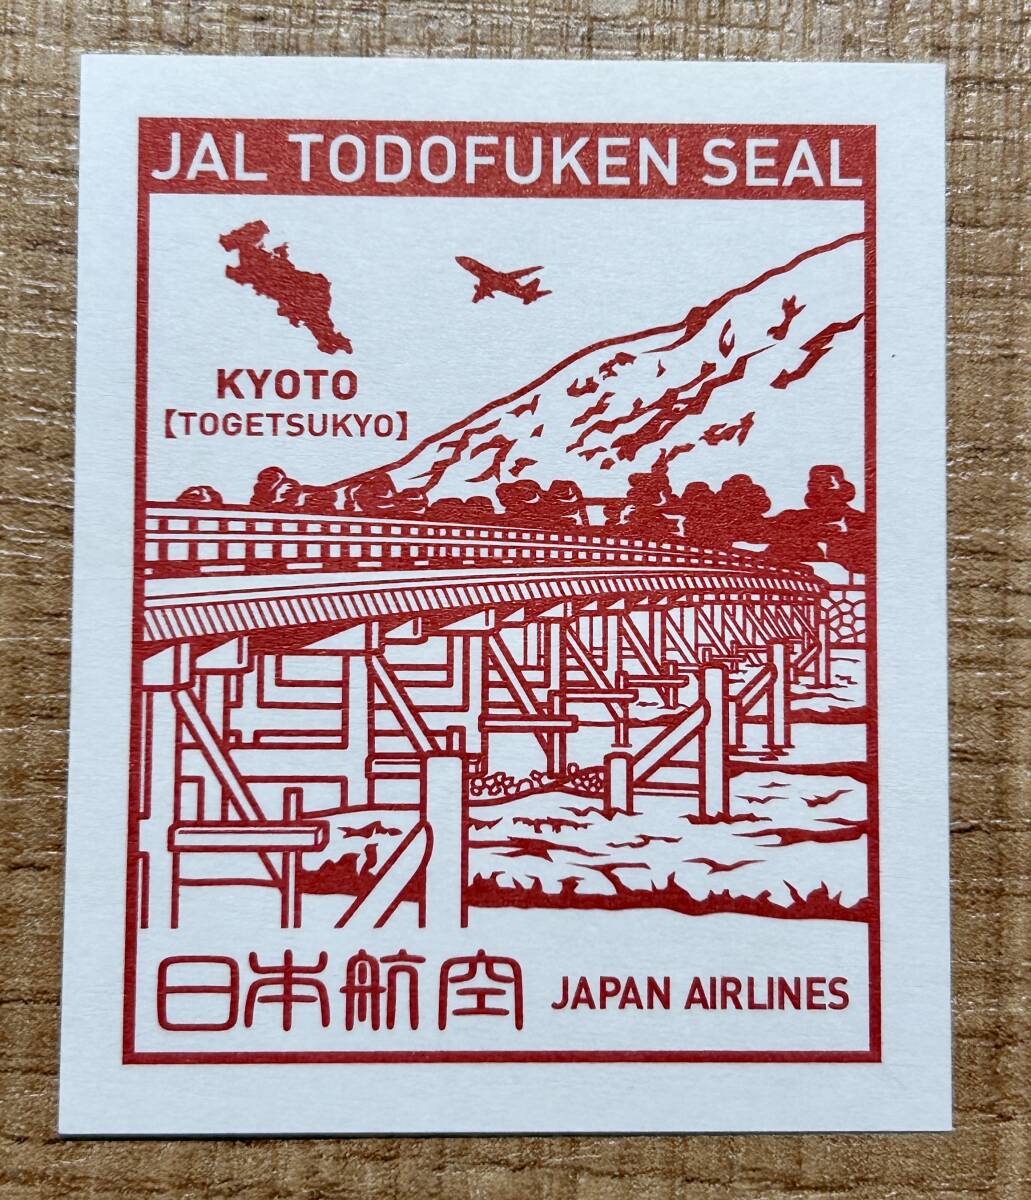 JAL TODOFUKEN SEAL
KYOTO
【TOGETSUKYO】
日本航空 JAPAN AIRLINES